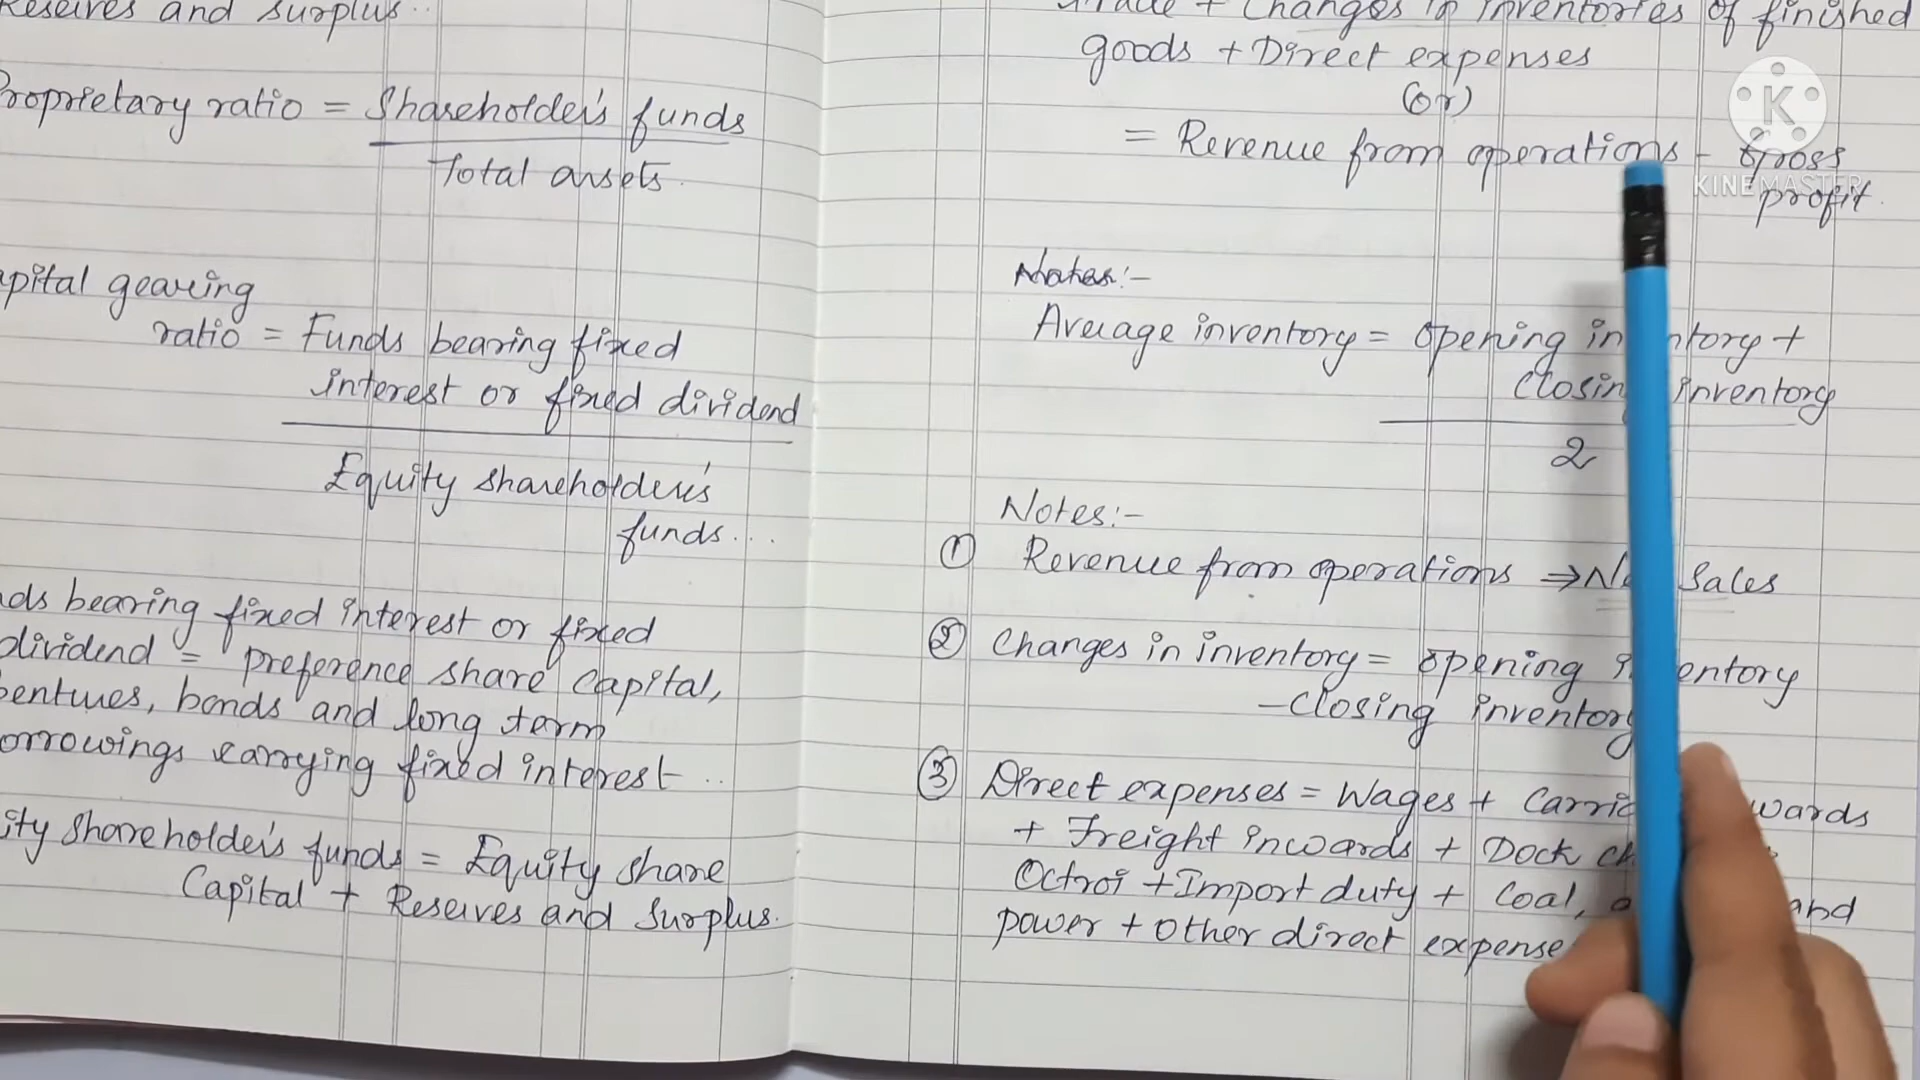 Reserves and surplus..
Proprietary ratio = Shareholder's funds
Total assets.
capital gearing
ratio = Funds bearing fixed
interest or fixed dividend
Equity shareholder's
funds...
bearing fixed interest or fixed
dividend = preference share capital,
bentures, bonds and long term
orrowings carrying fixed interest..
ity shareholder's funds = Equity share
Capital + Reserves and surplus.
trade + changes in inventories of finished
goods + Direct expenses
(or)
= Revenue from operations - Gross
profit.
K
KINEMASTER
Notes:-
Average inventory = opening inventory +
closing inventory
2
Notes:-
① Revenue from operations ⇒ Net Sales
② Changes in inventory = opening inventory
- closing inventory
③ Direct expenses = Wages + Carriage inwards
+ Freight inwards + Dock
Octroi + Import duty + Coal, and
power + other direct expense